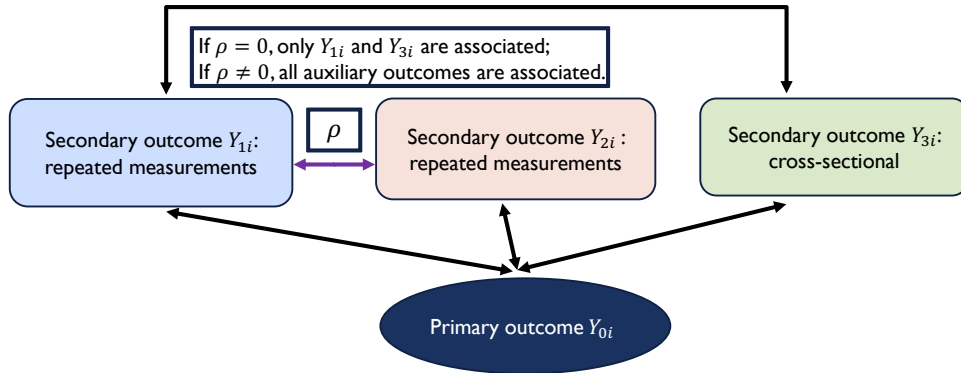 If ρ = 0, only Y₁ᵢ and Y₃ᵢ are associated;
If ρ ≠ 0, all auxiliary outcomes are associated.
Secondary outcome Y₁ᵢ:
repeated measurements
ρ
Secondary outcome Y₂ᵢ :
repeated measurements
Secondary outcome Y₃ᵢ:
cross-sectional
Primary outcome Y₀ᵢ